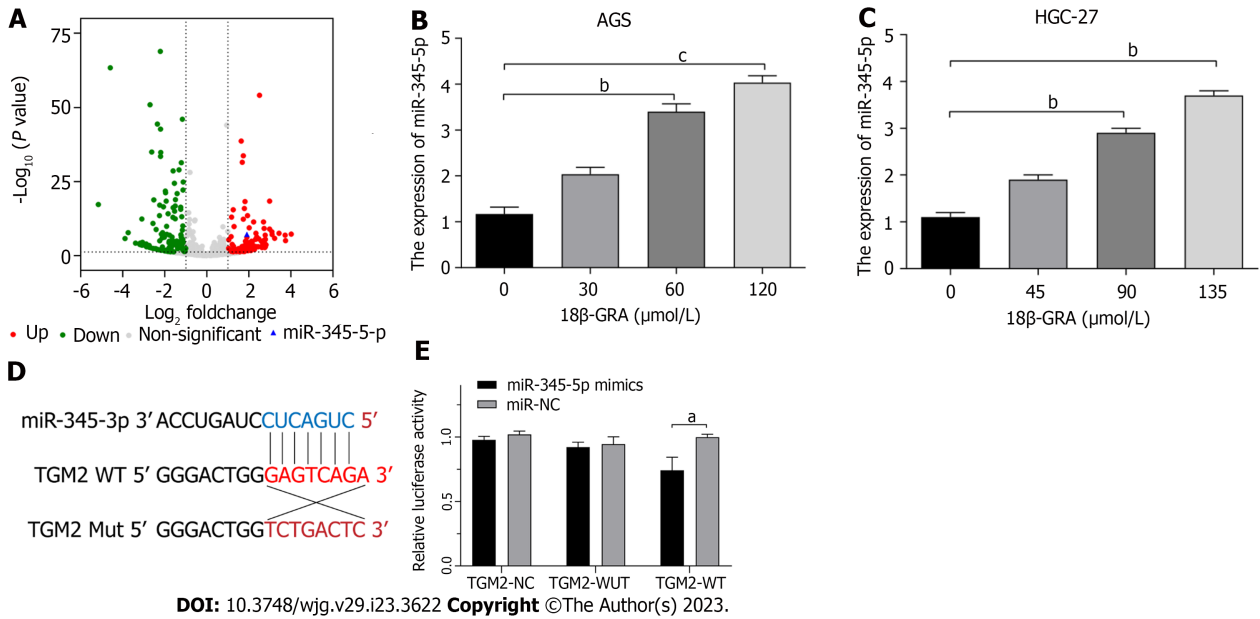 A
-Log10 (P value)
75
50
25
0
-6 -4 -2 0 2 4 6
Log2 foldchange
Up Down Non-significant miR-345-5-p
B
AGS
The expression of miR-345-5p
5
4
3
2
1
0
c
b
0 30 60 120
18β-GRA (μmol/L)
C
HGC-27
The expression of miR-345-5p
5
4
3
2
1
0
b
b
0 45 90 135
18β-GRA (μmol/L)
D
miR-345-3p 3′ ACCUGAUCCUCAGUC 5′
TGM2 WT 5′ GGGACTGGGAGTCAGA 3′
TGM2 Mut 5′ GGGACTGGTCTGACTC 3′
E
Relative luciferase activity
miR-345-5p mimics
miR-NC
1.0
0.5
0.0
a
TGM2-NC TGM2-WUT TGM2-WT
DOI: 10.3748/wjg.v29.i23.3622 Copyright ©The Author(s) 2023.